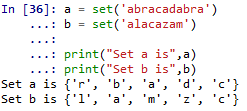 In [36]: a = set('abracadabra')
    ...: b = set('alacazam')
    ...:
    ...: print("Set a is",a)
    ...: print("Set b is",b)
Set a is {'r', 'b', 'a', 'd', 'c'}
Set b is {'l', 'a', 'm', 'z', 'c'}